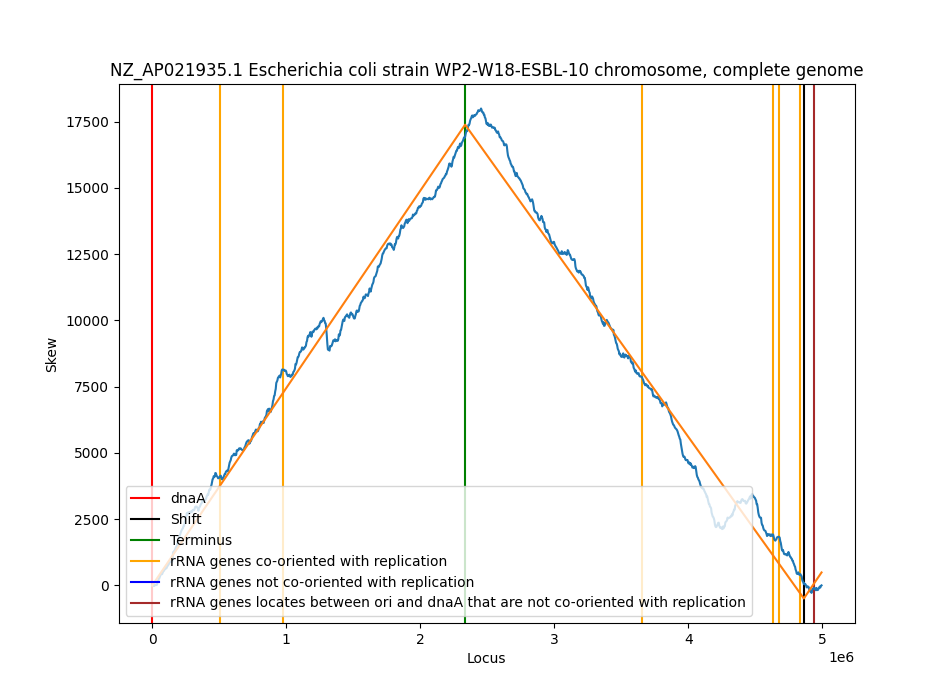 NZ_AP021935.1 Escherichia coli strain WP2-W18-ESBL-10 chromosome, complete genome
17500
15000
12500
10000
7500
5000
2500
0
Skew
dnaA
Shift
Terminus
rRNA genes co-oriented with replication
rRNA genes not co-oriented with replication
rRNA genes locates between ori and dnaA that are not co-oriented with replication
0 1 2 3 4 5
1e6
Locus